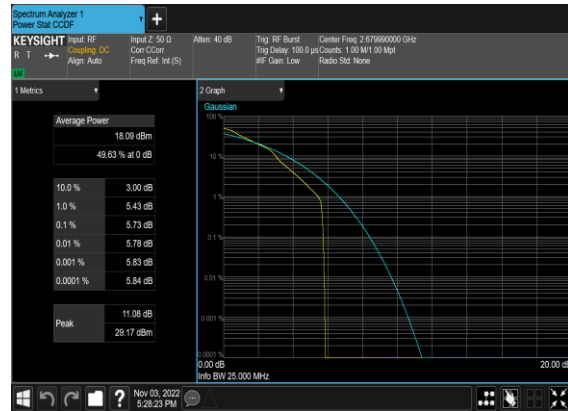 Spectrum Analyzer 1
Power Stat CCDF
KEYSIGHT
R T
LV
Input: RF
Coupling: DC
Align: Auto
Input Z: 50 Ω
Corr CCorr
Freq Ref: Int (S)
Atten: 40 dB
Trig: RF Burst
Trig Delay: 100.0 µs
#IF Gain: Low
Center Freq: 2.679990000 GHz
Counts: 1.00 M/1.00 Mpt
Radio Std: None
1 Metrics
Average Power
18.09 dBm
49.63 % at 0 dB
10.0 % 3.00 dB
1.0 % 5.43 dB
0.1 % 5.73 dB
0.01 % 5.78 dB
0.001 % 5.83 dB
0.0001 % 5.84 dB
Peak
11.08 dB
29.17 dBm
2 Graph
Gaussian
100 %
10 %
1 %
0.1 %
0.01 %
0.001 %
0.0001 %
0.00 dB
20.00 dB
Info BW 25.000 MHz
?
Nov 03, 2022
5:28:23 PM